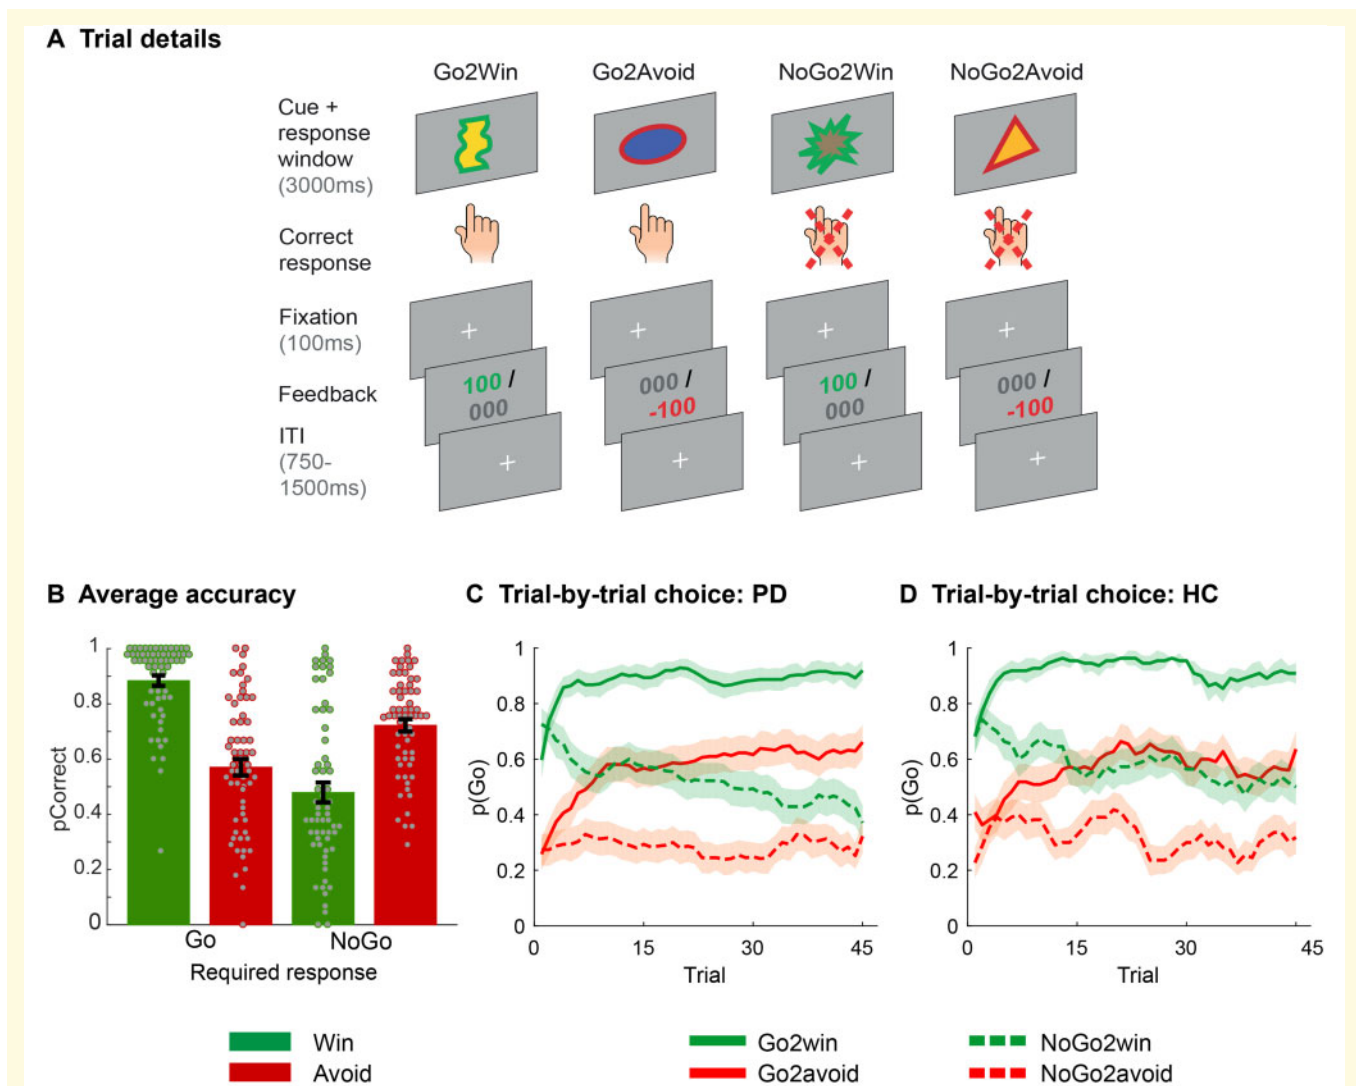 A Trial details
Go2Win Go2Avoid NoGo2Win NoGo2Avoid
Cue +
response
window
(3000ms)
Correct
response
Fixation
(100ms)
Feedback
100 /
000
000 /
-100
100 /
000
000 /
-100
ITI
(750-
1500ms)
B Average accuracy
pCorrect
1
0.8
0.6
0.4
0.2
0
Go NoGo
Required response
Win
Avoid
C Trial-by-trial choice: PD
p(Go)
1
0.8
0.6
0.4
0.2
0
0 15 30 45
Trial
D Trial-by-trial choice: HC
p(Go)
1
0.8
0.6
0.4
0.2
0
0 15 30 45
Trial
Go2win
Go2avoid
NoGo2win
NoGo2avoid